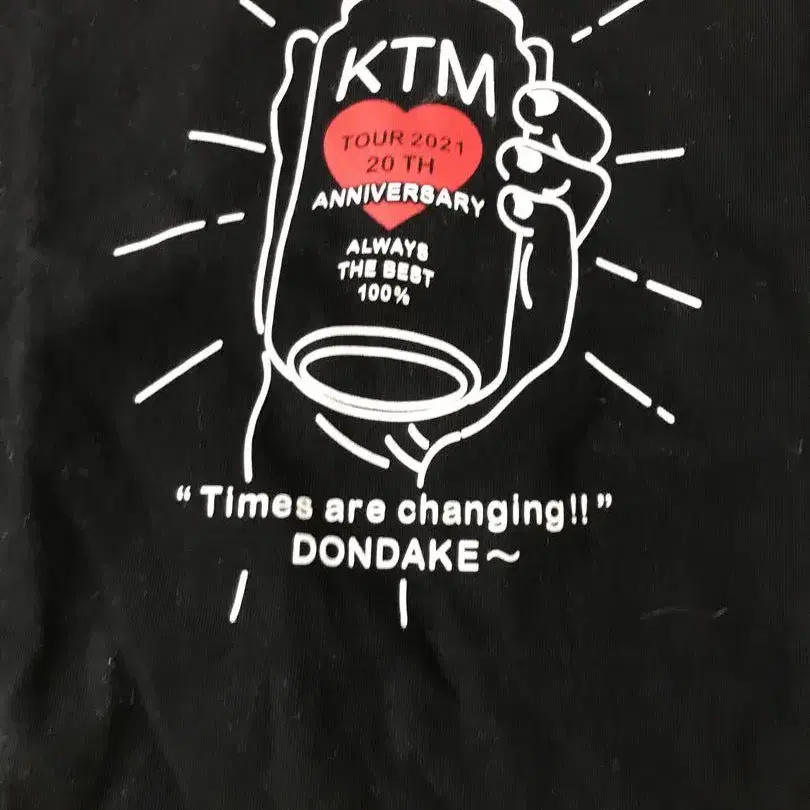 KTM
TOUR 2021
20 TH
ANNIVERSARY
ALWAYS
THE BEST
100%
“Times are changing!!”
DONDAKE～